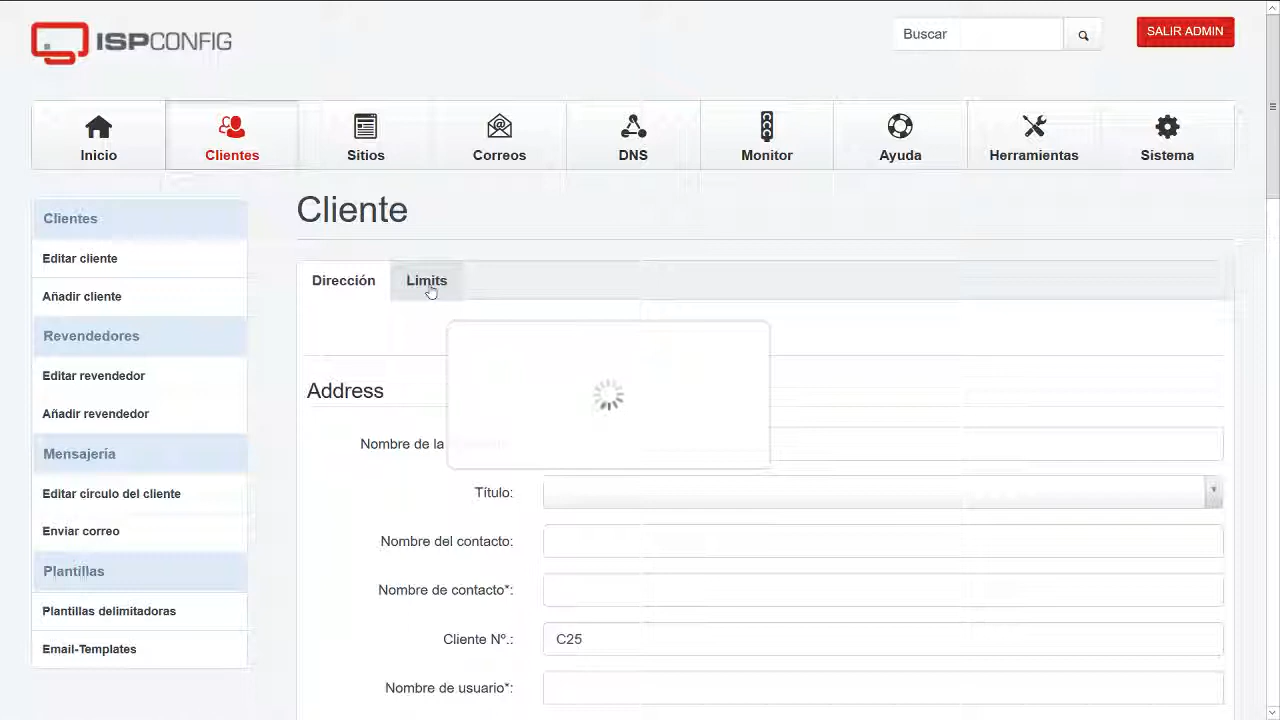 ISPCONFIG
Buscar
SALIR ADMIN
Inicio
Clientes
Sitios
Correos
DNS
Monitor
Ayuda
Herramientas
Sistema
Clientes
Editar cliente
Añadir cliente
Revendedores
Editar revendedor
Añadir revendedor
Mensajería
Editar círculo del cliente
Enviar correo
Plantillas
Plantillas delimitadoras
Email-Templates
Cliente
Dirección
Limits
Address
Nombre de la
Título:
Nombre del contacto:
Nombre de contacto*:
Cliente Nº.:
C25
Nombre de usuario*: